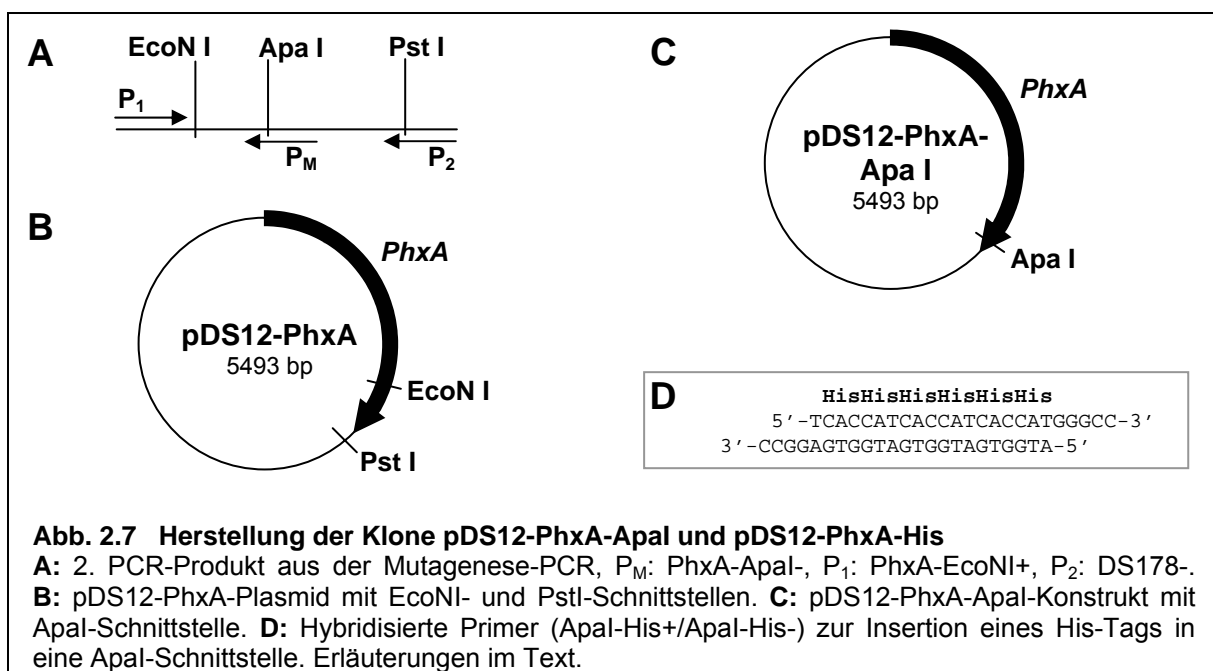 A
EcoN I
Apa I
Pst I
P1
PM
P2
B
PhxA
pDS12-PhxA
5493 bp
EcoN I
Pst I
C
PhxA
pDS12-PhxA-
Apa I
5493 bp
Apa I
D
HisHisHisHisHisHis
5’-TCACCATCACCATCACCATGGGCC-3’
3’-CCGGAGTGGTAGTGGTAGTGGTA-5’
Abb. 2.7 Herstellung der Klone pDS12-PhxA-ApaI und pDS12-PhxA-His
A: 2. PCR-Produkt aus der Mutagenese-PCR, PM: PhxA-ApaI-, P1: PhxA-EcoNI+, P2: DS178-.
B: pDS12-PhxA-Plasmid mit EcoNI- und PstI-Schnittstellen. C: pDS12-PhxA-ApaI-Konstrukt mit
ApaI-Schnittstelle. D: Hybridisierte Primer (ApaI-His+/ApaI-His-) zur Insertion eines His-Tags in
eine ApaI-Schnittstelle. Erläuterungen im Text.